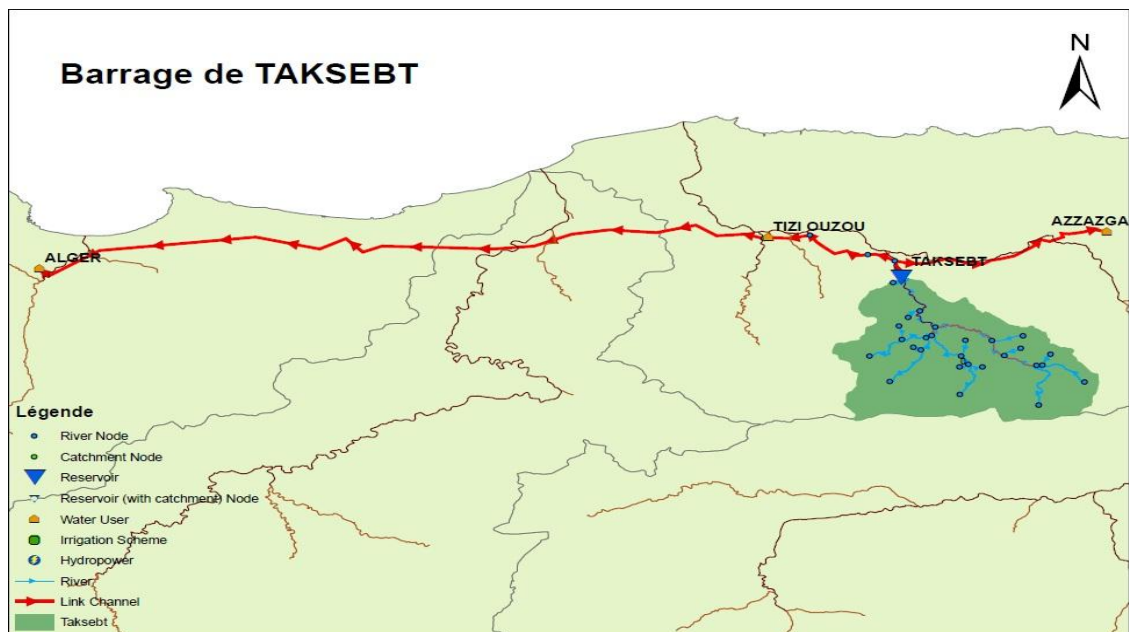 N
Barrage de TAKSEBT
TIZI OUZOU
AZZAZGA
ALGER
TAKSEBT
Légende
River Node
Catchment Node
Reservoir
Reservoir (with catchment) Node
Water User
Irrigation Scheme
Hydropower
River
Link Channel
Taksebt